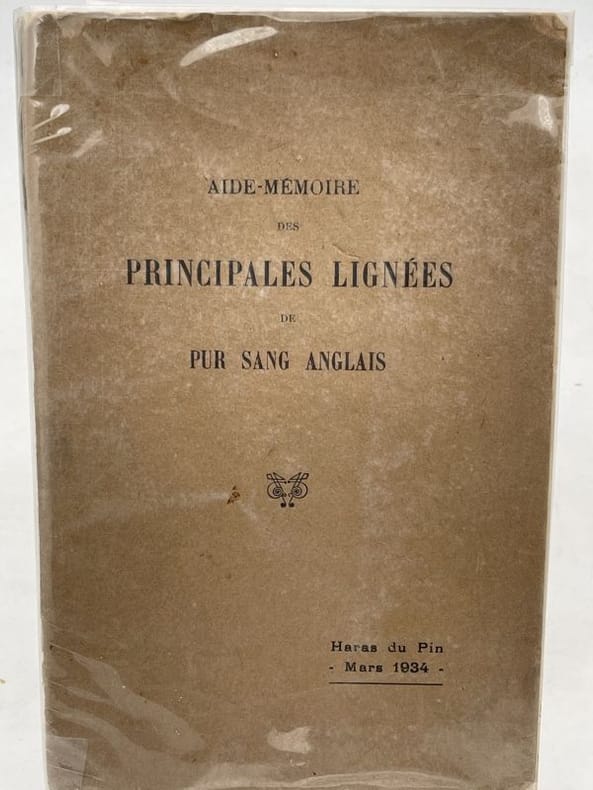 AIDE-MÉMOIRE
DES
PRINCIPALES LIGNÉES
DE
PUR SANG ANGLAIS
Haras du Pin
- Mars 1934 -